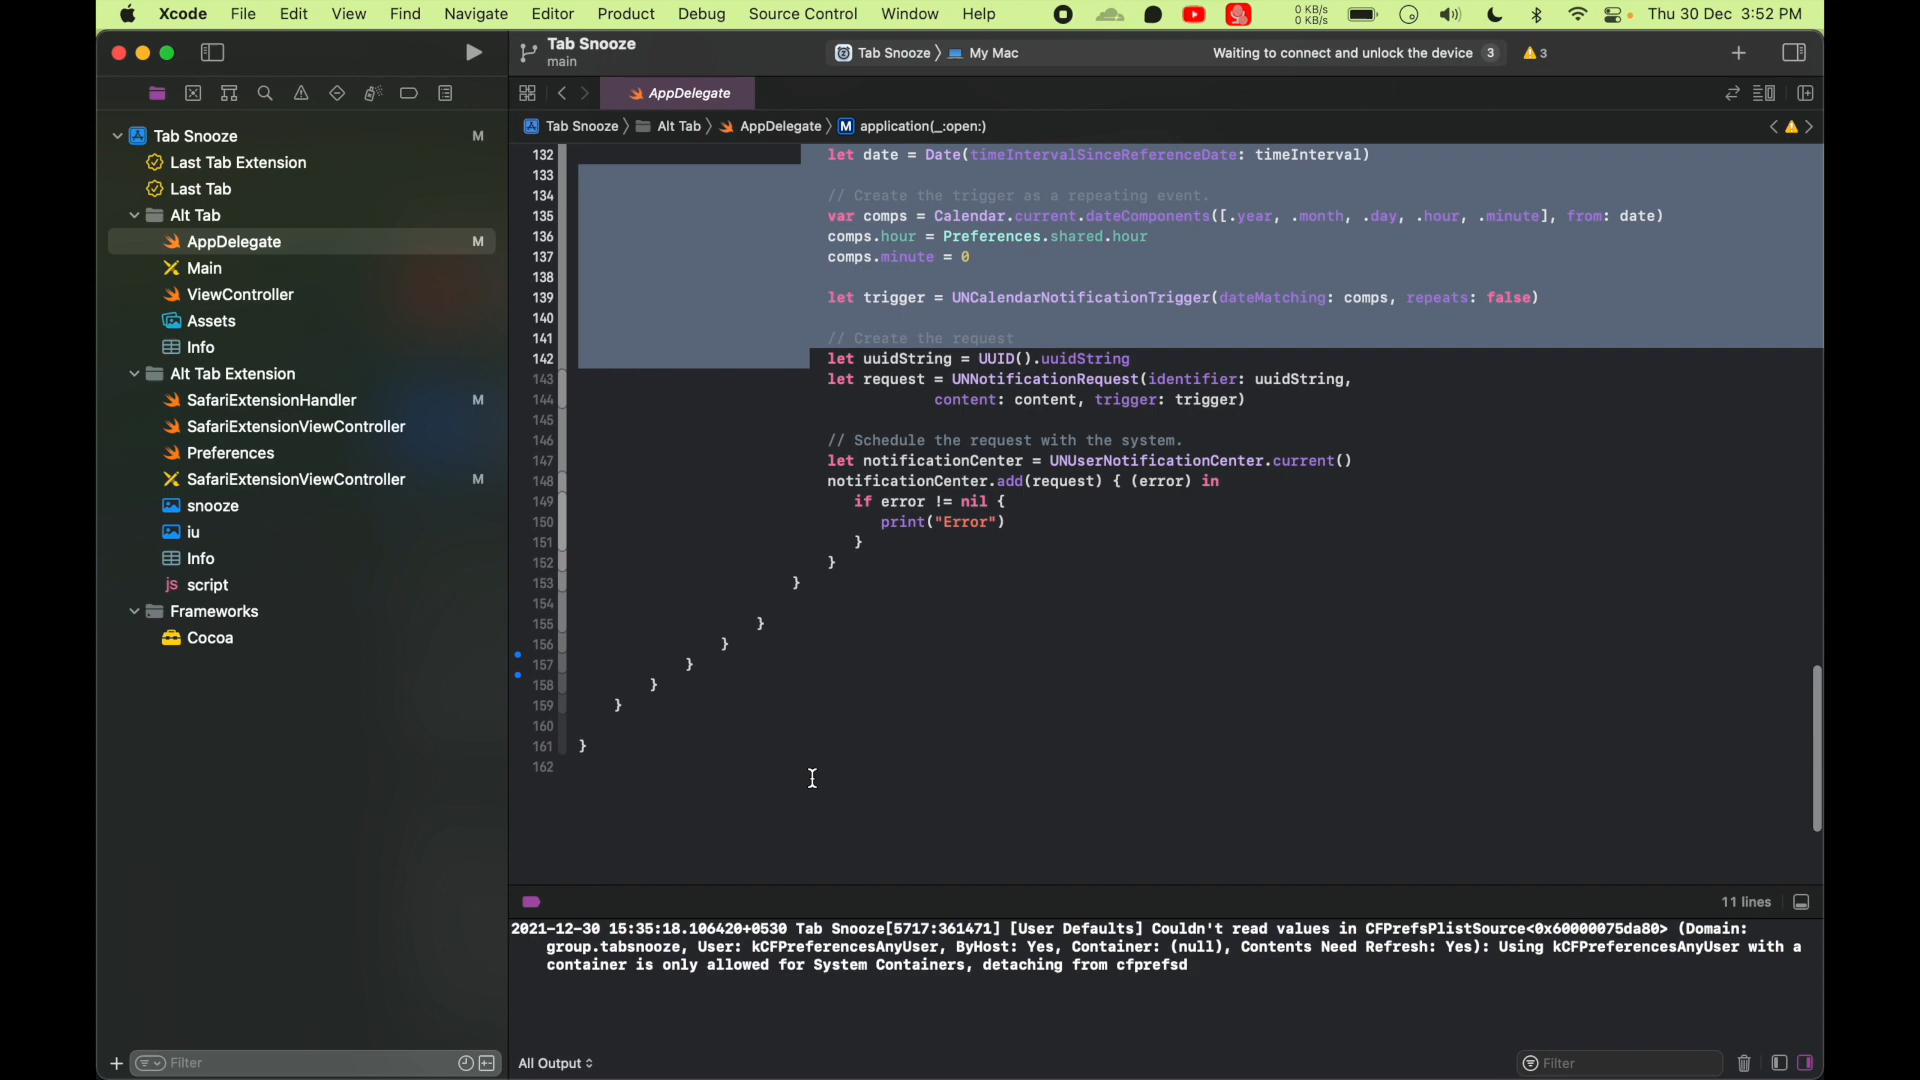 Xcode File Edit View Find Navigate Editor Product Debug Source Control Window Help 0 KB/s 0 KB/s Thu 30 Dec 3:52 PM
Tab Snooze
main
Tab Snooze My Mac
Waiting to connect and unlock the device 3 3
AppDelegate
Tab Snooze Alt Tab AppDelegate M application(_:open:)
Tab Snooze M
Last Tab Extension
Last Tab
Alt Tab
AppDelegate M
Main
ViewController
Assets
Info
Alt Tab Extension
SafariExtensionHandler M
SafariExtensionViewController
Preferences
SafariExtensionViewController M
snooze
iu
Info
js script
Frameworks
Cocoa
Filter
132 let date = Date(timeIntervalSinceReferenceDate: timeInterval)
133
134 // Create the trigger as a repeating event.
135 var comps = Calendar.current.dateComponents([.year, .month, .day, .hour, .minute], from: date)
136 comps.hour = Preferences.shared.hour
137 comps.minute = 0
138
139 let trigger = UNCalendarNotificationTrigger(dateMatching: comps, repeats: false)
140
141 // Create the request
142 let uuidString = UUID().uuidString
143 let request = UNNotificationRequest(identifier: uuidString,
144 content: content, trigger: trigger)
145
146 // Schedule the request with the system.
147 let notificationCenter = UNUserNotificationCenter.current()
148 notificationCenter.add(request) { (error) in
149 if error != nil {
150 print("Error")
151 }
152 }
153 }
154
155 }
156 }
157 }
158 }
159 }
160
161 }
162
11 lines
2021-12-30 15:35:18.106420+0530 Tab Snooze[5717:361471] [User Defaults] Couldn't read values in CFPrefsPlistSource<0x60000075da80> (Domain:
group.tabsnooze, User: kCFPreferencesAnyUser, ByHost: Yes, Container: (null), Contents Need Refresh: Yes): Using kCFPreferencesAnyUser with a
container is only allowed for System Containers, detaching from cfprefsd
All Output
Filter